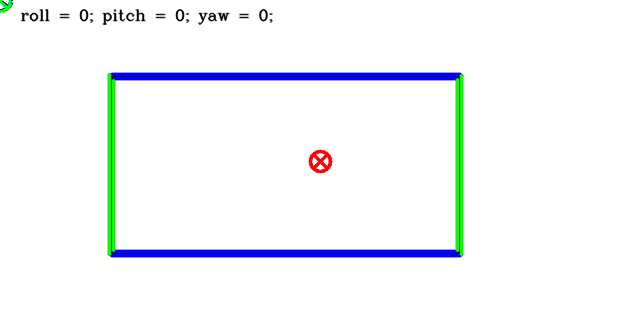 roll = 0; pitch = 0; yaw = 0;